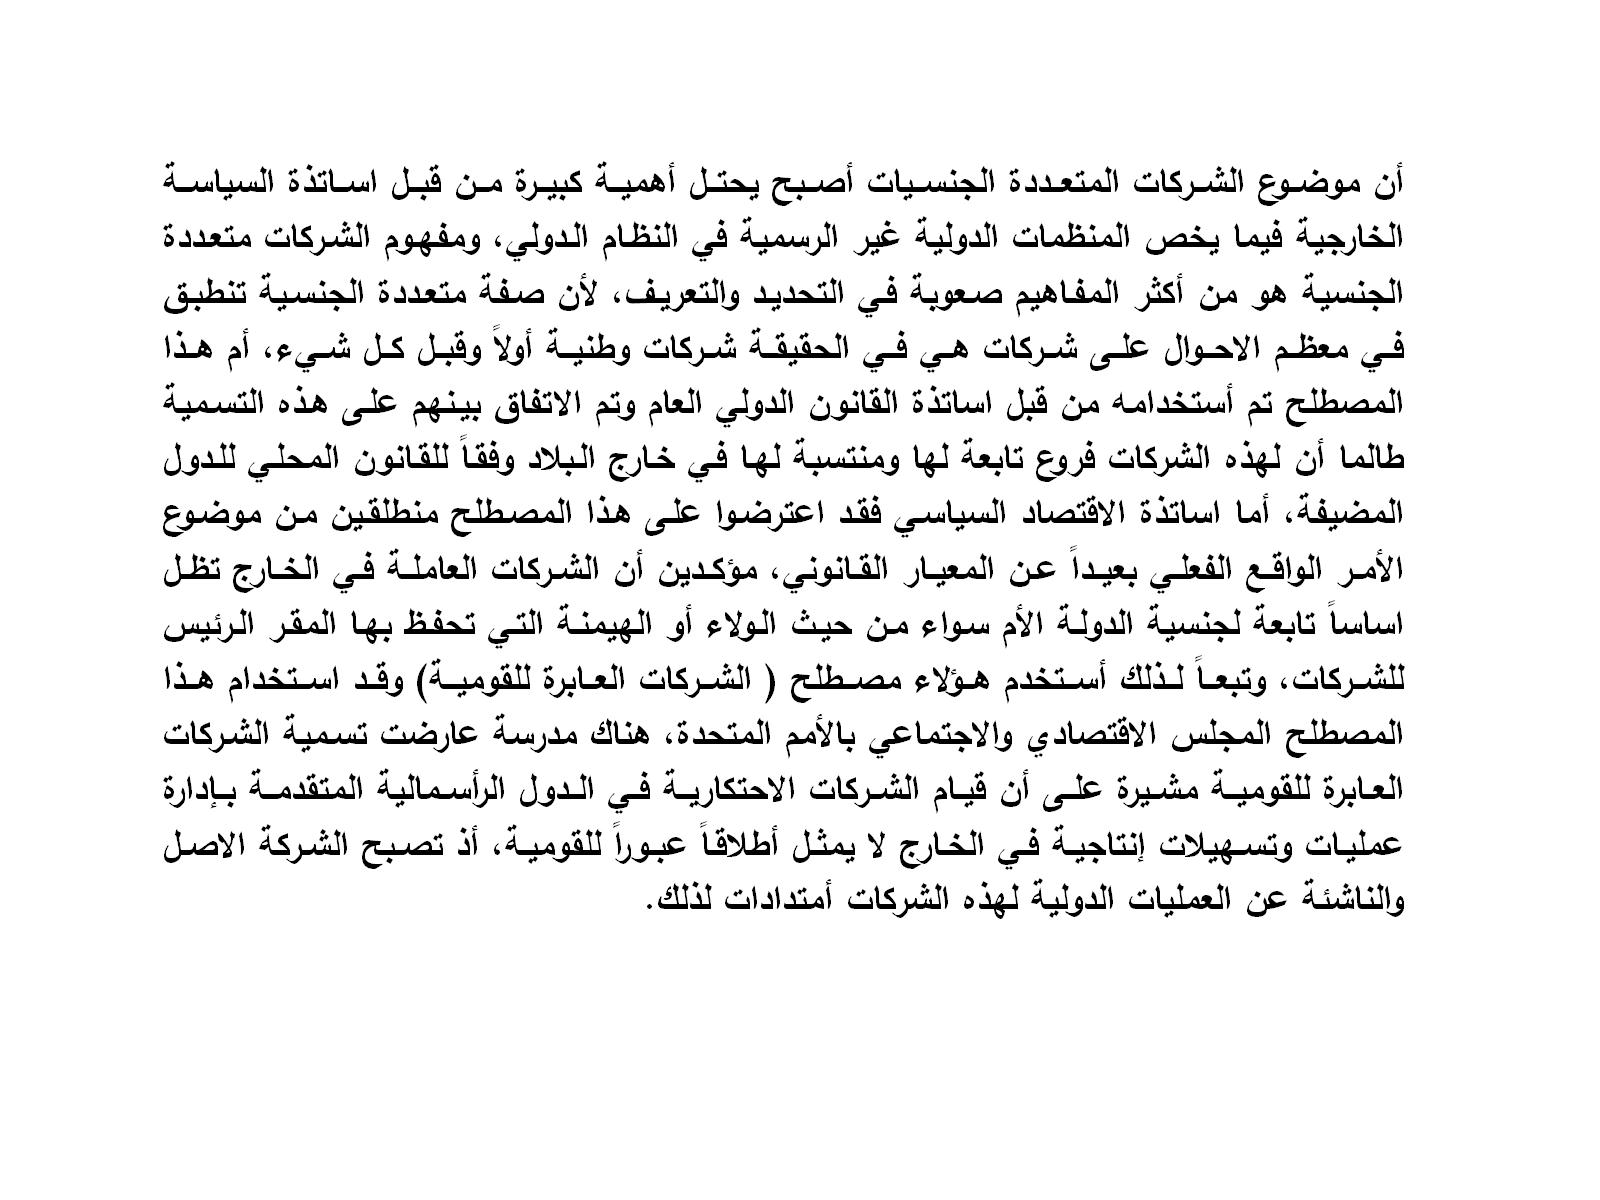 أن موضوع الشركات المتعددة الجنسيات أصبح يحتل أهمية كبيرة من قبل اساتذة السياسة
الخارجية فيما يخص المنظمات الدولية غير الرسمية في النظام الدولي، ومفهوم الشركات متعددة
الجنسية هو من أكثر المفاهيم صعوبة في التحديد والتعريف، لأن صفة متعددة الجنسية تنطبق
في معظم الاحوال على شركات هي في الحقيقة شركات وطنية أولاً وقبل كل شيء، أم هذا
المصطلح تم أستخدامه من قبل اساتذة القانون الدولي العام وتم الاتفاق بينهم على هذه التسمية
طالما أن لهذه الشركات فروع تابعة لها ومنتسبة لها في خارج البلاد وفقاً للقانون المحلي للدول
المضيفة، أما اساتذة الاقتصاد السياسي فقد اعترضوا على هذا المصطلح منطلقين من موضوع
الأمر الواقع الفعلي بعيداً عن المعيار القانوني، مؤكدين أن الشركات العاملة في الخارج تظل
اساساً تابعة لجنسية الدولة الأم سواء من حيث الولاء أو الهيمنة التي تحفظ بها المقر الرئيس
للشركات، وتبعاً لذلك أستخدم هؤلاء مصطلح ( الشركات العابرة للقومية) وقد استخدام هذا
المصطلح المجلس الاقتصادي والاجتماعي بالأمم المتحدة، هناك مدرسة عارضت تسمية الشركات
العابرة للقومية مشيرة على أن قيام الشركات الاحتكارية في الدول الرأسمالية المتقدمة بإدارة
عمليات وتسهيلات إنتاجية في الخارج لا يمثل أطلاقاً عبوراً للقومية، أذ تصبح الشركة الاصل
والناشئة عن العمليات الدولية لهذه الشركات أمتدادات لذلك.